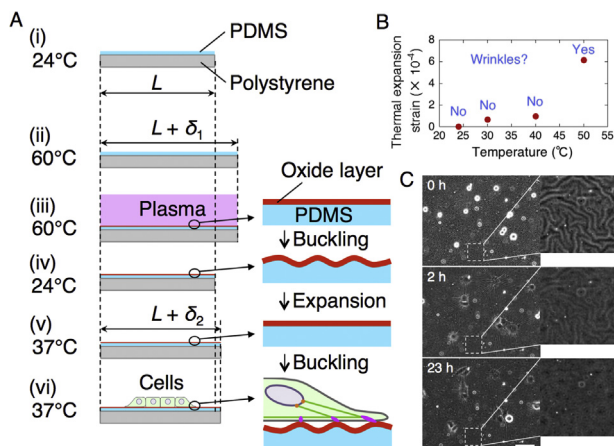 A
(i)
24°C
PDMS
Polystyrene
L
(ii)
60°C
L + δ1
(iii)
60°C
Plasma
Oxide layer
PDMS
Buckling
(iv)
24°C
Expansion
(v)
37°C
L + δ2
Buckling
(vi)
37°C
Cells
B
Thermal expansion
strain (× 10⁻⁴)
8
6
4
2
0
Wrinkles?
No
No
No
Yes
20 25 30 35 40 45 50 55
Temperature (°C)
C
0 h
2 h
23 h